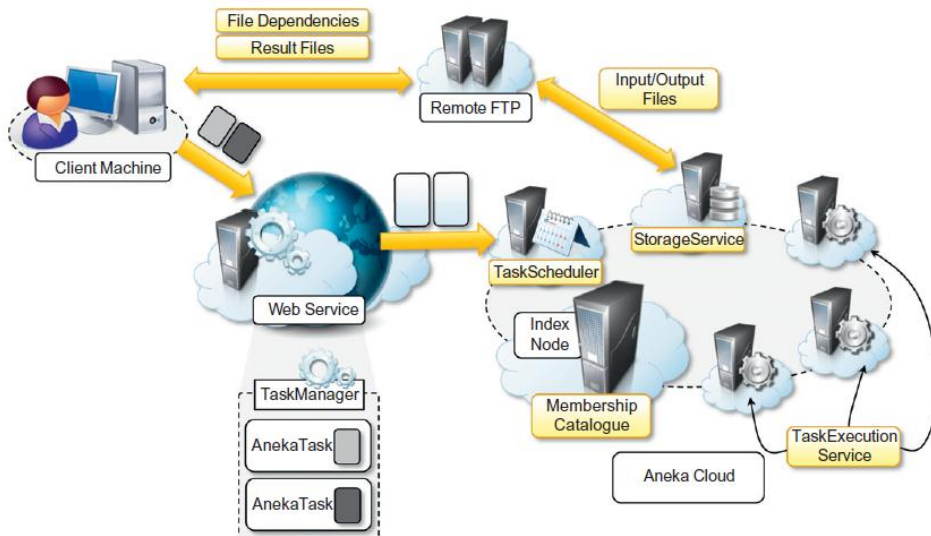 File Dependencies
Result Files
Client Machine
Remote FTP
Input/Output
Files
StorageService
TaskScheduler
Web Service
Index
Node
Membership
Catalogue
TaskManager
AnekaTask
AnekaTask
TaskExecution
Service
Aneka Cloud